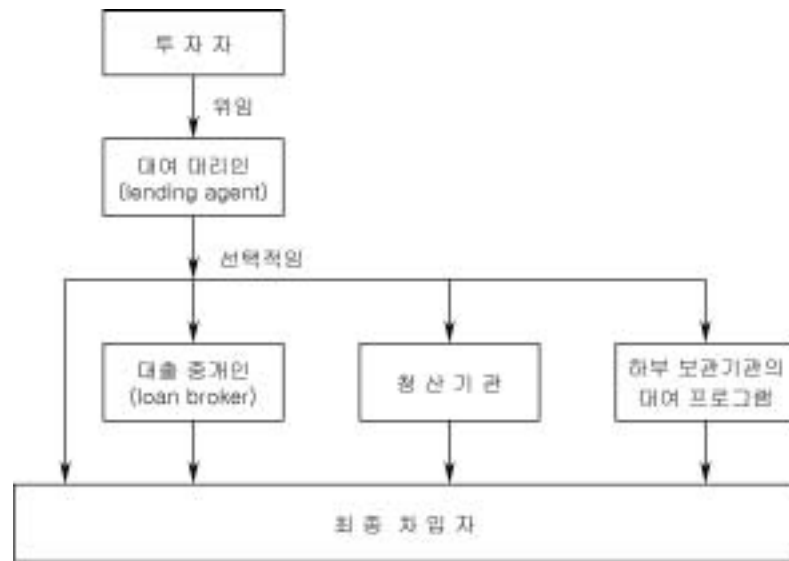 투 자 자
위임
대여 대리인
(lending agent)
선택적임
대출 중개인
(loan broker)
청 산 기 관
하부 보관기관의
대여 프로그램
최 종 차 입 자